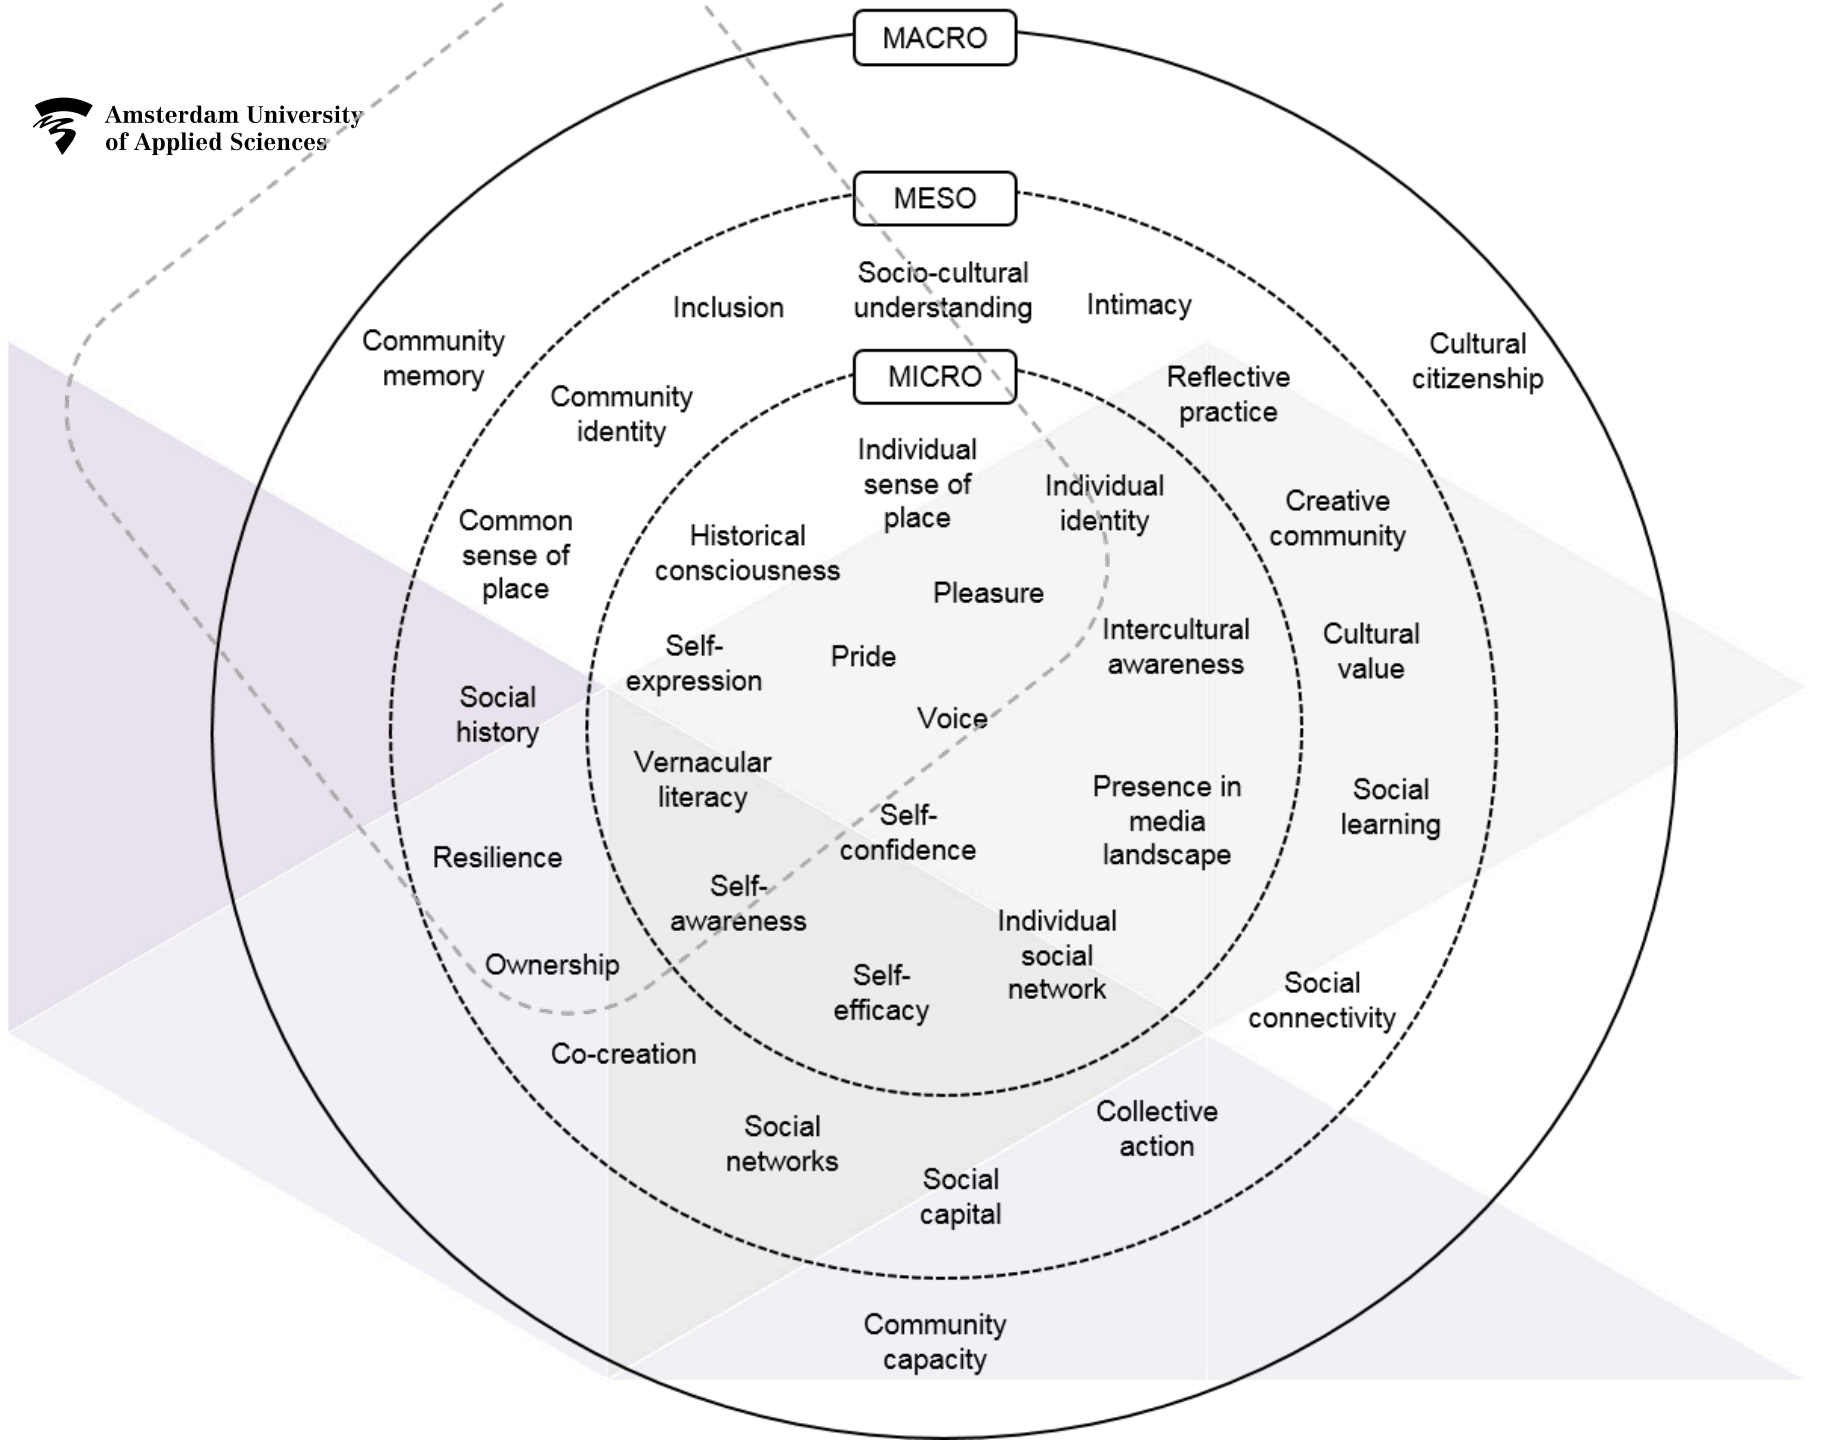 MACRO
Amsterdam University
of Applied Sciences
MESO
Socio-cultural
understanding
Inclusion
Intimacy
Community
memory
Cultural
citizenship
MICRO
Reflective
practice
Community
identity
Individual
sense of
place
Individual
identity
Creative
community
Common
sense of
place
Historical
consciousness
Pleasure
Intercultural
awareness
Cultural
value
Self-
expression
Pride
Social
history
Voice
Vernacular
literacy
Presence in
media
landscape
Social
learning
Self-
confidence
Resilience
Self-
awareness
Individual
social
network
Ownership
Self-
efficacy
Social
connectivity
Co-creation
Collective
action
Social
networks
Social
capital
Community
capacity